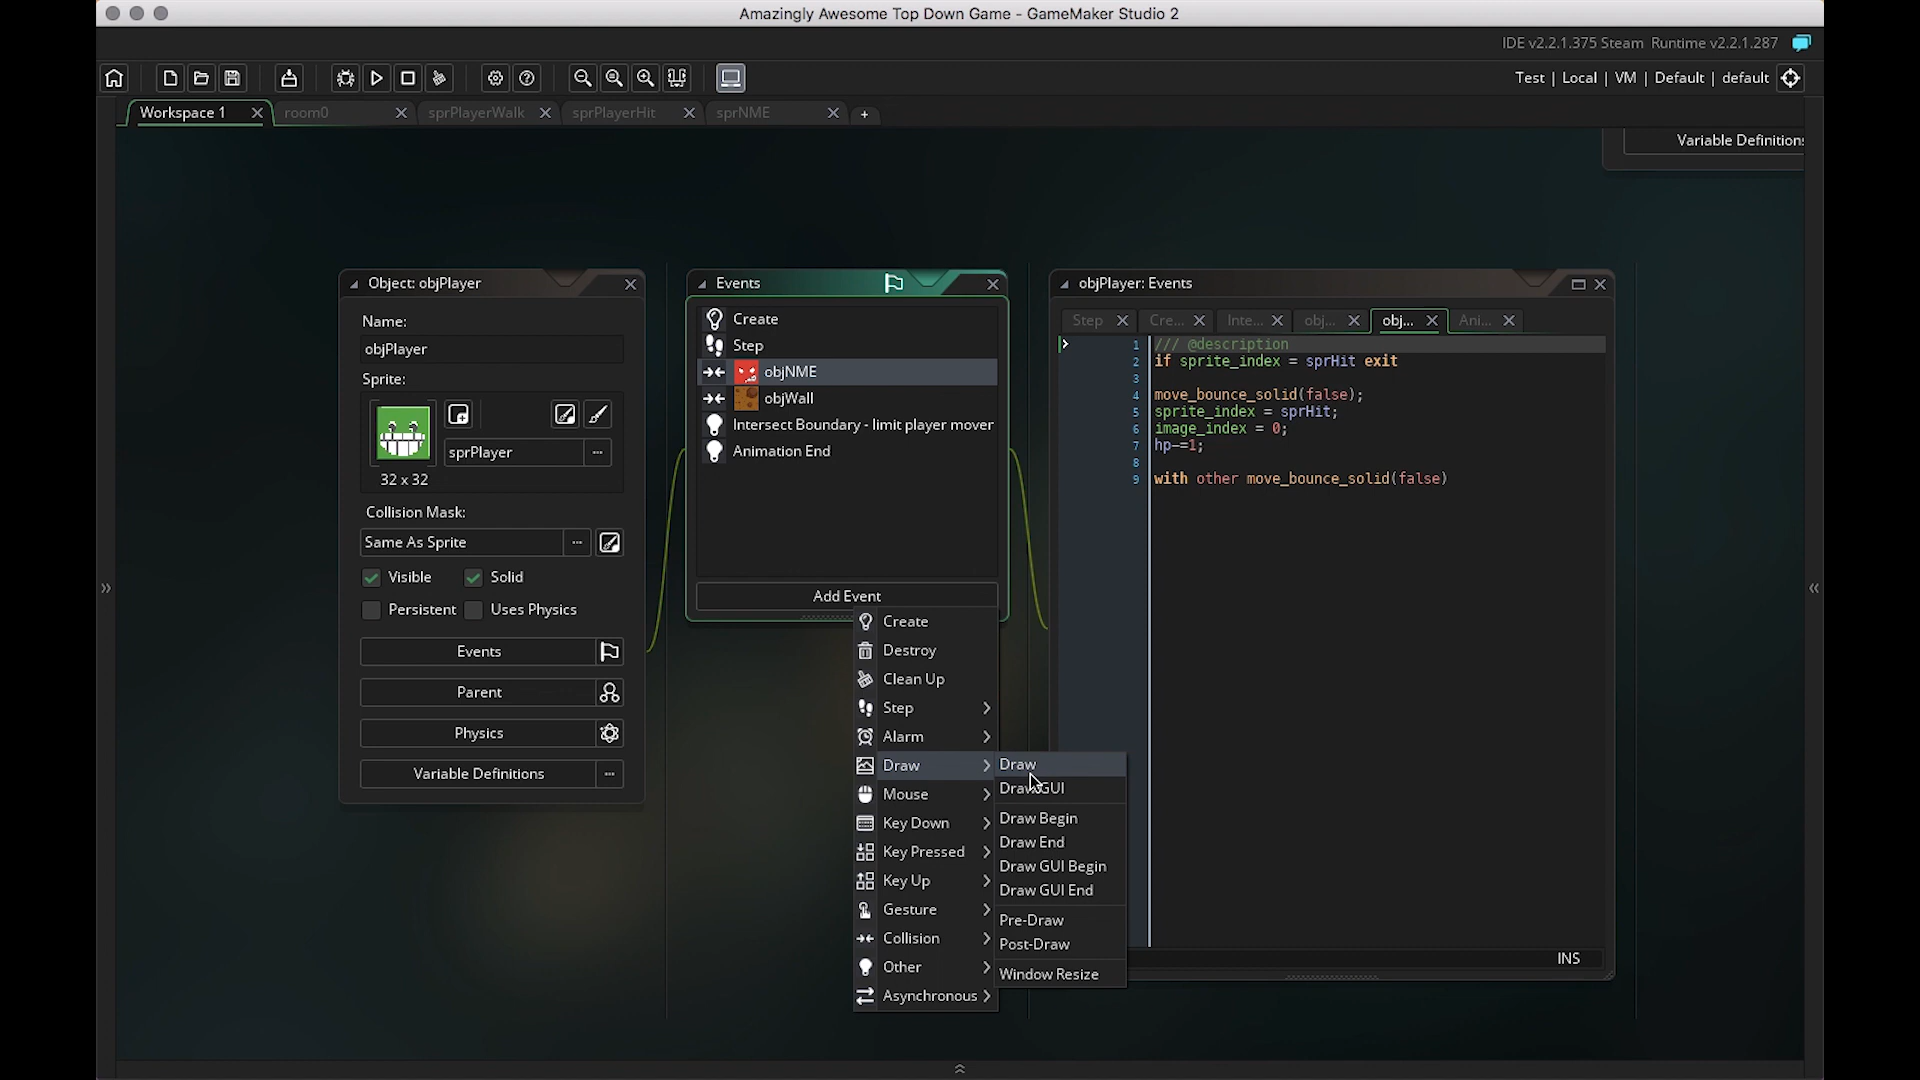 Amazingly Awesome Top Down Game - GameMaker Studio 2
IDE v2.2.1.375 Steam Runtime v2.2.1.287
Test | Local | VM | Default | default
Workspace 1
room0
sprPlayerWalk
sprPlayerHit
sprNME
+
Variable Definitions
Object: objPlayer
Name:
objPlayer
Sprite:
sprPlayer
...
32 x 32
Collision Mask:
Same As Sprite
...
Visible
Solid
Persistent
Uses Physics
Events
Parent
Physics
Variable Definitions
...
Events
Create
Step
objNME
objWall
Intersect Boundary - limit player mover
Animation End
Add Event
Create
Destroy
Clean Up
Step
Alarm
Draw
Mouse
Key Down
Key Pressed
Key Up
Gesture
Collision
Other
Asynchronous
Draw
Draw GUI
Draw Begin
Draw End
Draw GUI Begin
Draw GUI End
Pre-Draw
Post-Draw
Window Resize
objPlayer: Events
Step
Cre...
Inte...
obj...
obj...
Ani...
1 /// @description
2 if sprite_index = sprHit exit
3
4 move_bounce_solid(false);
5 sprite_index = sprHit;
6 image_index = 0;
7 hp-=1;
8
9 with other move_bounce_solid(false)
INS